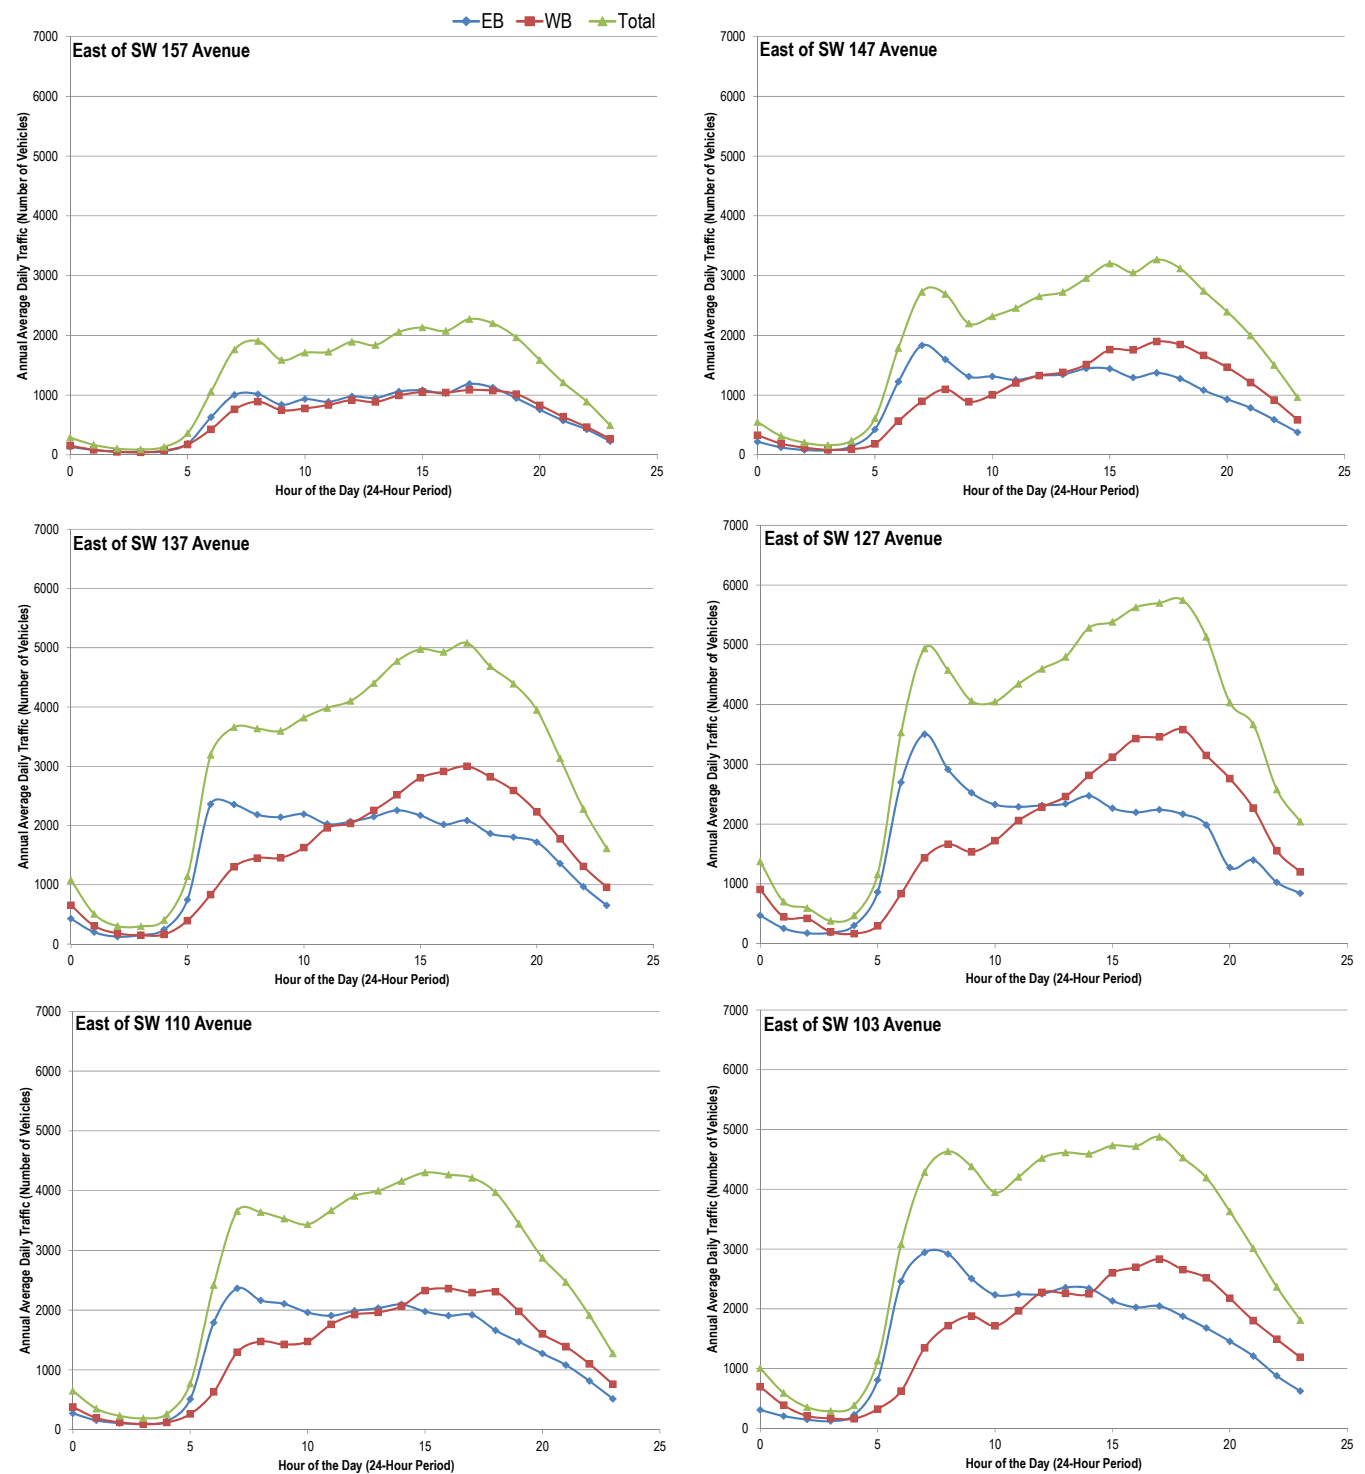 EB WB Total
East of SW 157 Avenue
Annual Average Daily Traffic (Number of Vehicles)
7000
6000
5000
4000
3000
2000
1000
0
0 5 10 15 20 25
Hour of the Day (24-Hour Period)
East of SW 147 Avenue
Annual Average Daily Traffic (Number of Vehicles)
7000
6000
5000
4000
3000
2000
1000
0
0 5 10 15 20 25
Hour of the Day (24-Hour Period)
East of SW 137 Avenue
Annual Average Daily Traffic (Number of Vehicles)
7000
6000
5000
4000
3000
2000
1000
0
0 5 10 15 20 25
Hour of the Day (24-Hour Period)
East of SW 127 Avenue
Annual Average Daily Traffic (Number of Vehicles)
7000
6000
5000
4000
3000
2000
1000
0
0 5 10 15 20 25
Hour of the Day (24-Hour Period)
East of SW 110 Avenue
Annual Average Daily Traffic (Number of Vehicles)
7000
6000
5000
4000
3000
2000
1000
0
0 5 10 15 20 25
Hour of the Day (24-Hour Period)
East of SW 103 Avenue
Annual Average Daily Traffic (Number of Vehicles)
7000
6000
5000
4000
3000
2000
1000
0
0 5 10 15 20 25
Hour of the Day (24-Hour Period)